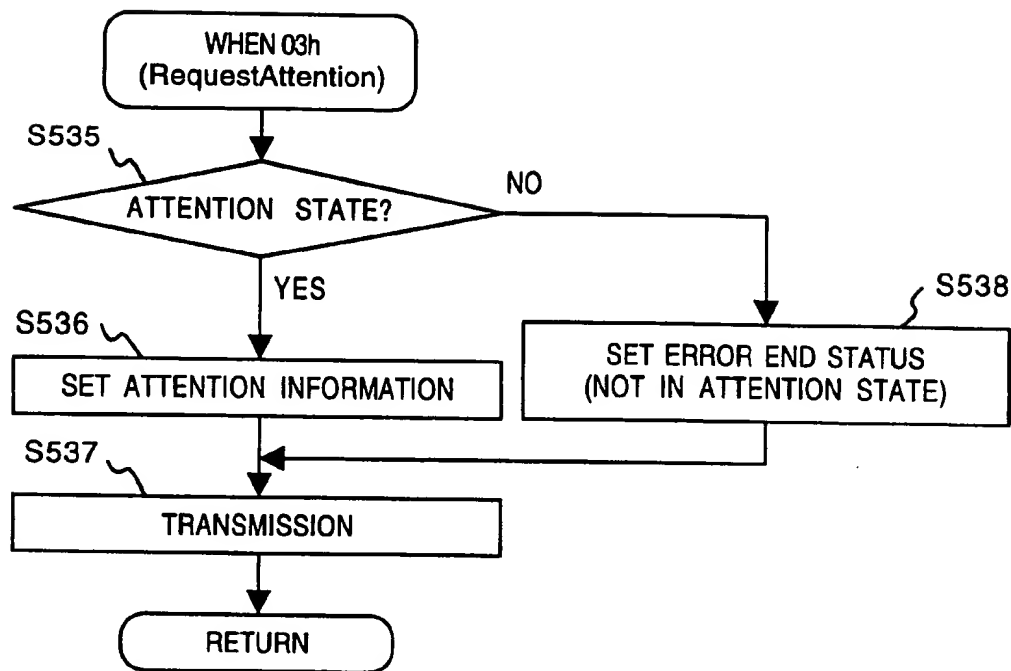 WHEN 03h
(RequestAttention)
S535
ATTENTION STATE?
NO
YES
S536
SET ATTENTION INFORMATION
S538
SET ERROR END STATUS
(NOT IN ATTENTION STATE)
S537
TRANSMISSION
RETURN